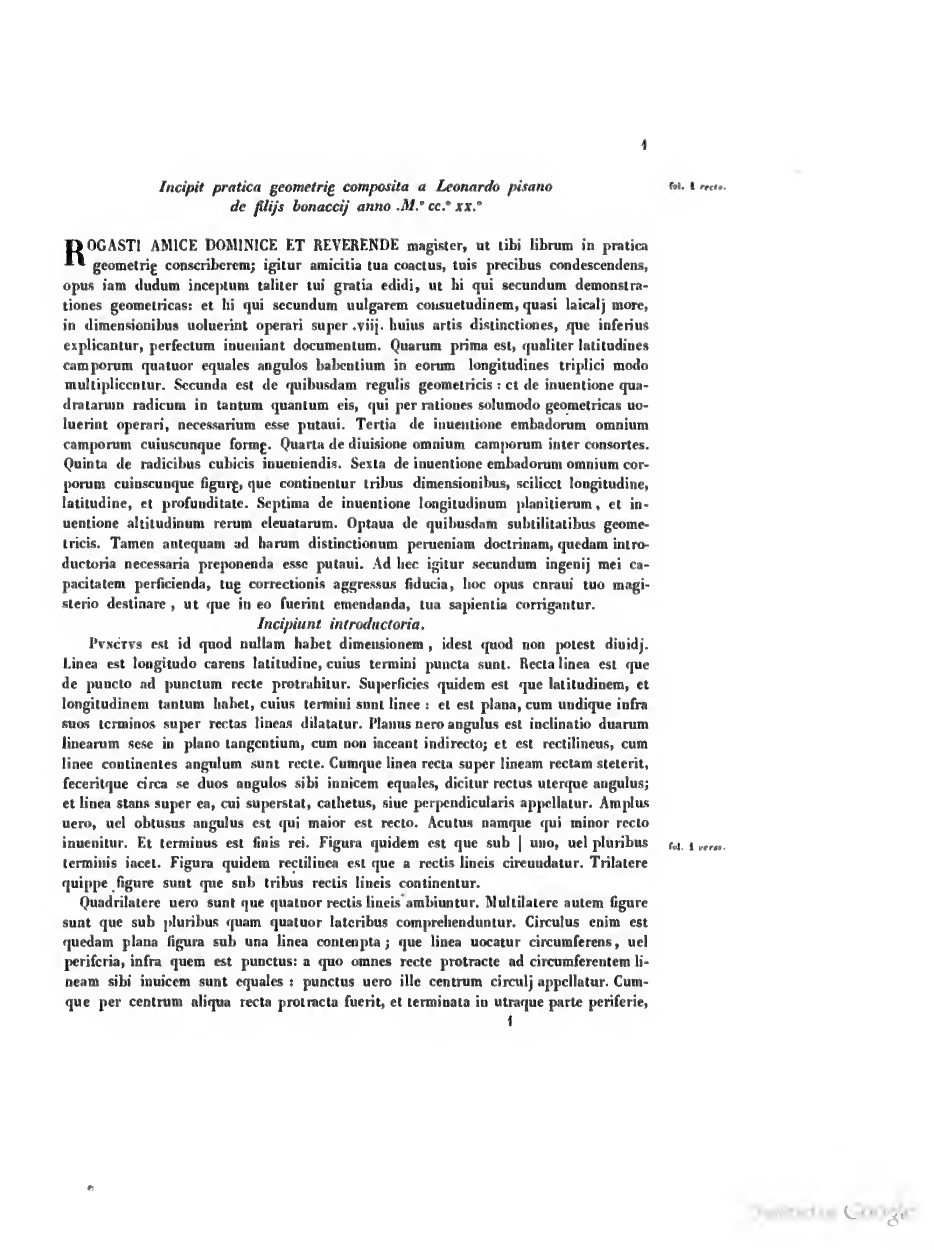 1
Incipit pratica geometrię composita a Leonardo pisano
fol. 1 recto.
de filijs bonaccij anno .M.º cc.º xx.º
ROGASTI AMICE DOMINICE ET REVERENDE magister, ut tibi librum in pratica
geometrię conscriberem; igitur amicitia tua coactus, tuis precibus condescendens,
opus iam dudum inceptum taliter tui gratia edidi, ut hi qui secundum demonstra-
tiones geometricas: et hi qui secundum uulgarem consuetudinem, quasi laicalj more,
in dimensionibus uoluerint operari super .viij. huius artis distinctiones, que inferius
explicantur, perfectum inueniant documentum. Quarum prima est, qualiter latitudines
camporum quatuor equales angulos habentium in eorum longitudines triplici modo
multiplicentur. Secunda est de quibusdam regulis geometricis : et de inuentione qua-
dratarum radicum in tantum quantum eis, qui per rationes solumodo geometricas uo-
luerint operari, necessarium esse putaui. Tertia de inuentione embadorum omnium
camporum cuiuscunque formę. Quarta de diuisione omnium camporum inter consortes.
Quinta de radicibus cubicis inueniendis. Sexta de inuentione embadorum omnium cor-
porum cuiuscunque figurę, que continentur tribus dimensionibus, scilicet longitudine,
latitudine, et profunditate. Septima de inuentione longitudinum planitierum, et in-
uentione altitudinum rerum eleuatarum. Optaua de quibusdam subtilitatibus geome-
tricis. Tamen antequam ad harum distinctionum perueniam doctrinam, quedam intro-
ductoria necessaria preponenda esse putaui. Ad hec igitur secundum ingenij mei ca-
pacitatem perficienda, tuę correctionis aggressus fiducia, hoc opus curaui tuo magi-
sterio destinare , ut que in eo fuerint emendanda, tua sapientia corrigantur.
Incipiunt introductoria.
PVNCTVS est id quod nullam habet dimensionem , idest quod non potest diuidj.
Linea est longitudo carens latitudine, cuius termini puncta sunt. Recta linea est que
de puncto ad punctum recte protrahitur. Superficies quidem est que latitudinem, et
longitudinem tantum habet, cuius termini sunt linee : et est plana, cum undique infra
suos terminos super rectas lineas dilatatur. Planus uero angulus est inclinatio duarum
linearum sese in plano tangentium, cum non iaceant indirecto; et est rectilineus, cum
linee continentes angulum sunt recte. Cumque linea recta super lineam rectam steterit,
feceritque circa se duos angulos sibi inuicem equales, dicitur rectus uterque angulus;
et linea stans super ea, cui superstat, cathetus, siue perpendicularis appellatur. Amplus
uero, uel obtusus angulus est qui maior est recto. Acutus namque qui minor recto
inuenitur. Et terminus est finis rei. Figura quidem est que sub | uno, uel pluribus
fol. 1 verso.
terminis iacet. Figura quidem rectilinea est que a rectis lineis circundatur. Trilatere
quippe figure sunt que sub tribus rectis lineis continentur.
Quadrilatere uero sunt que quatuor rectis lineis ambiuntur. Multilatere autem figure
sunt que sub pluribus quam quatuor lateribus comprehenduntur. Circulus enim est
quedam plana figura sub una linea contenpta ; que linea uocatur circumferens, uel
periferia, infra quem est punctus: a quo omnes recte protracte ad circumferentem li-
neam sibi inuicem sunt equales : punctus uero ille centrum circulj appellatur. Cum-
que per centrum aliqua recta protracta fuerit, et terminata in utraque parte periferie,
1
Digitized by Google